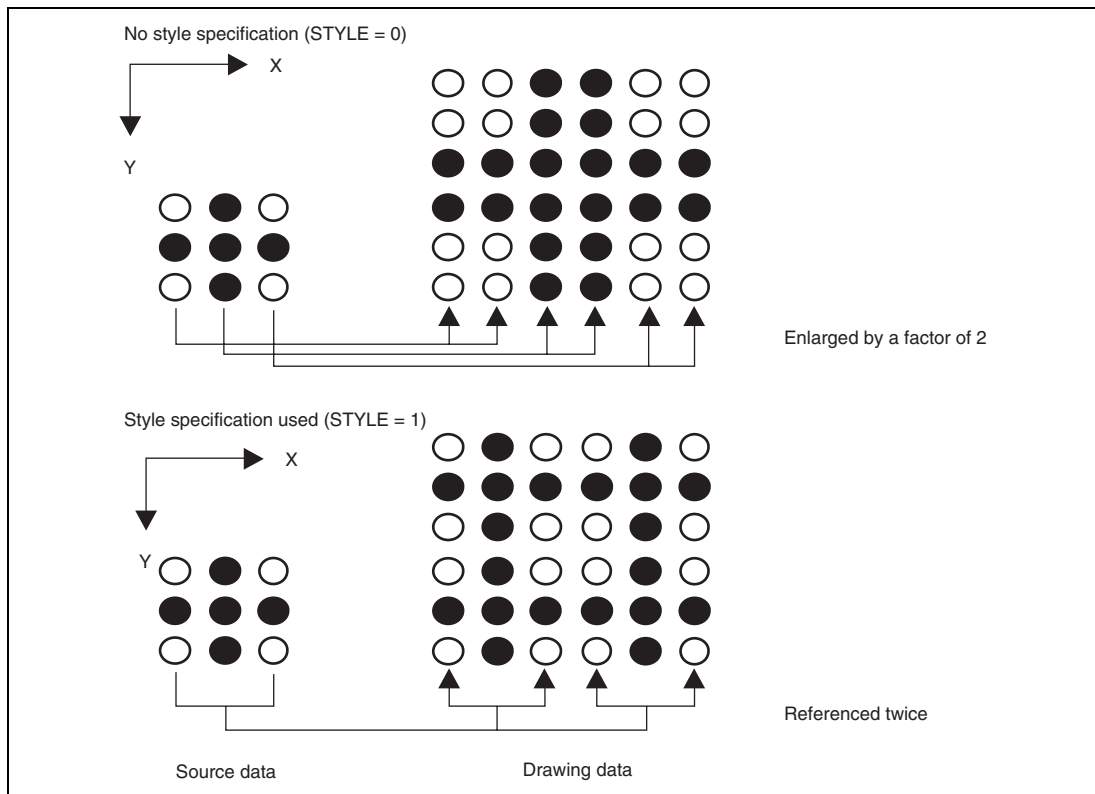 No style specification (STYLE = 0)
X
Y
Enlarged by a factor of 2
Style specification used (STYLE = 1)
X
Y
Referenced twice
Source data
Drawing data